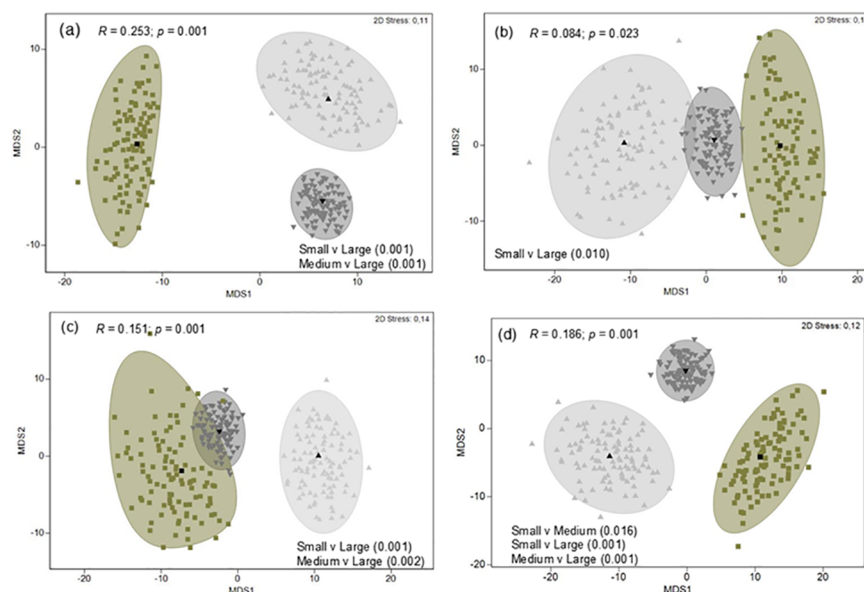 (a)
R = 0.253; p = 0.001
2D Stress: 0,11
10
0
-10
MDS2
-20
0
20
MDS1
Small v Large (0.001)
Medium v Large (0.001)
(b)
R = 0.084; p = 0.023
2D Stress: 0,1
10
0
-10
MDS2
-20
-10
0
10
20
MDS1
Small v Large (0.010)
(c)
R = 0.151; p = 0.001
2D Stress: 0,14
10
0
-10
MDS2
-20
-10
0
10
20
MDS1
Small v Large (0.001)
Medium v Large (0.002)
(d)
R = 0.186; p = 0.001
2D Stress: 0,12
10
0
-10
-20
MDS2
-20
-10
0
10
20
MDS1
Small v Medium (0.016)
Small v Large (0.001)
Medium v Large (0.001)